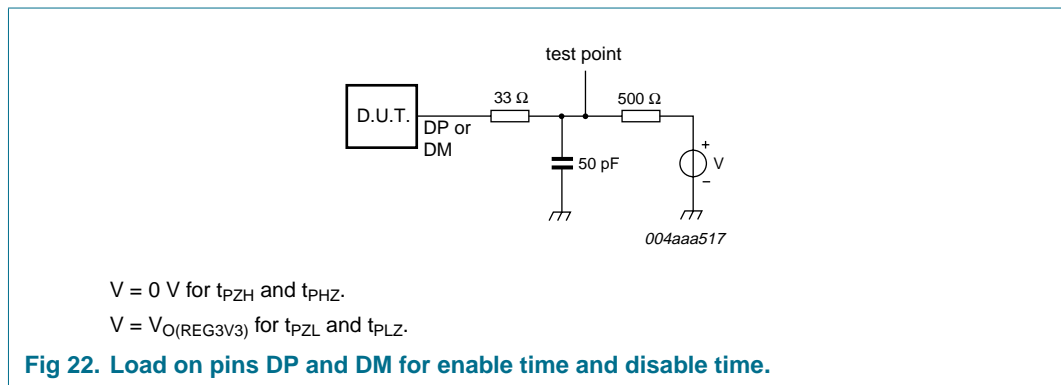 test point
33 Ω
500 Ω
D.U.T.
DP or
DM
50 pF
+
V
−
004aaa517
V = 0 V for tPZH and tPHZ.
V = VO(REG3V3) for tPZL and tPLZ.
Fig 22. Load on pins DP and DM for enable time and disable time.